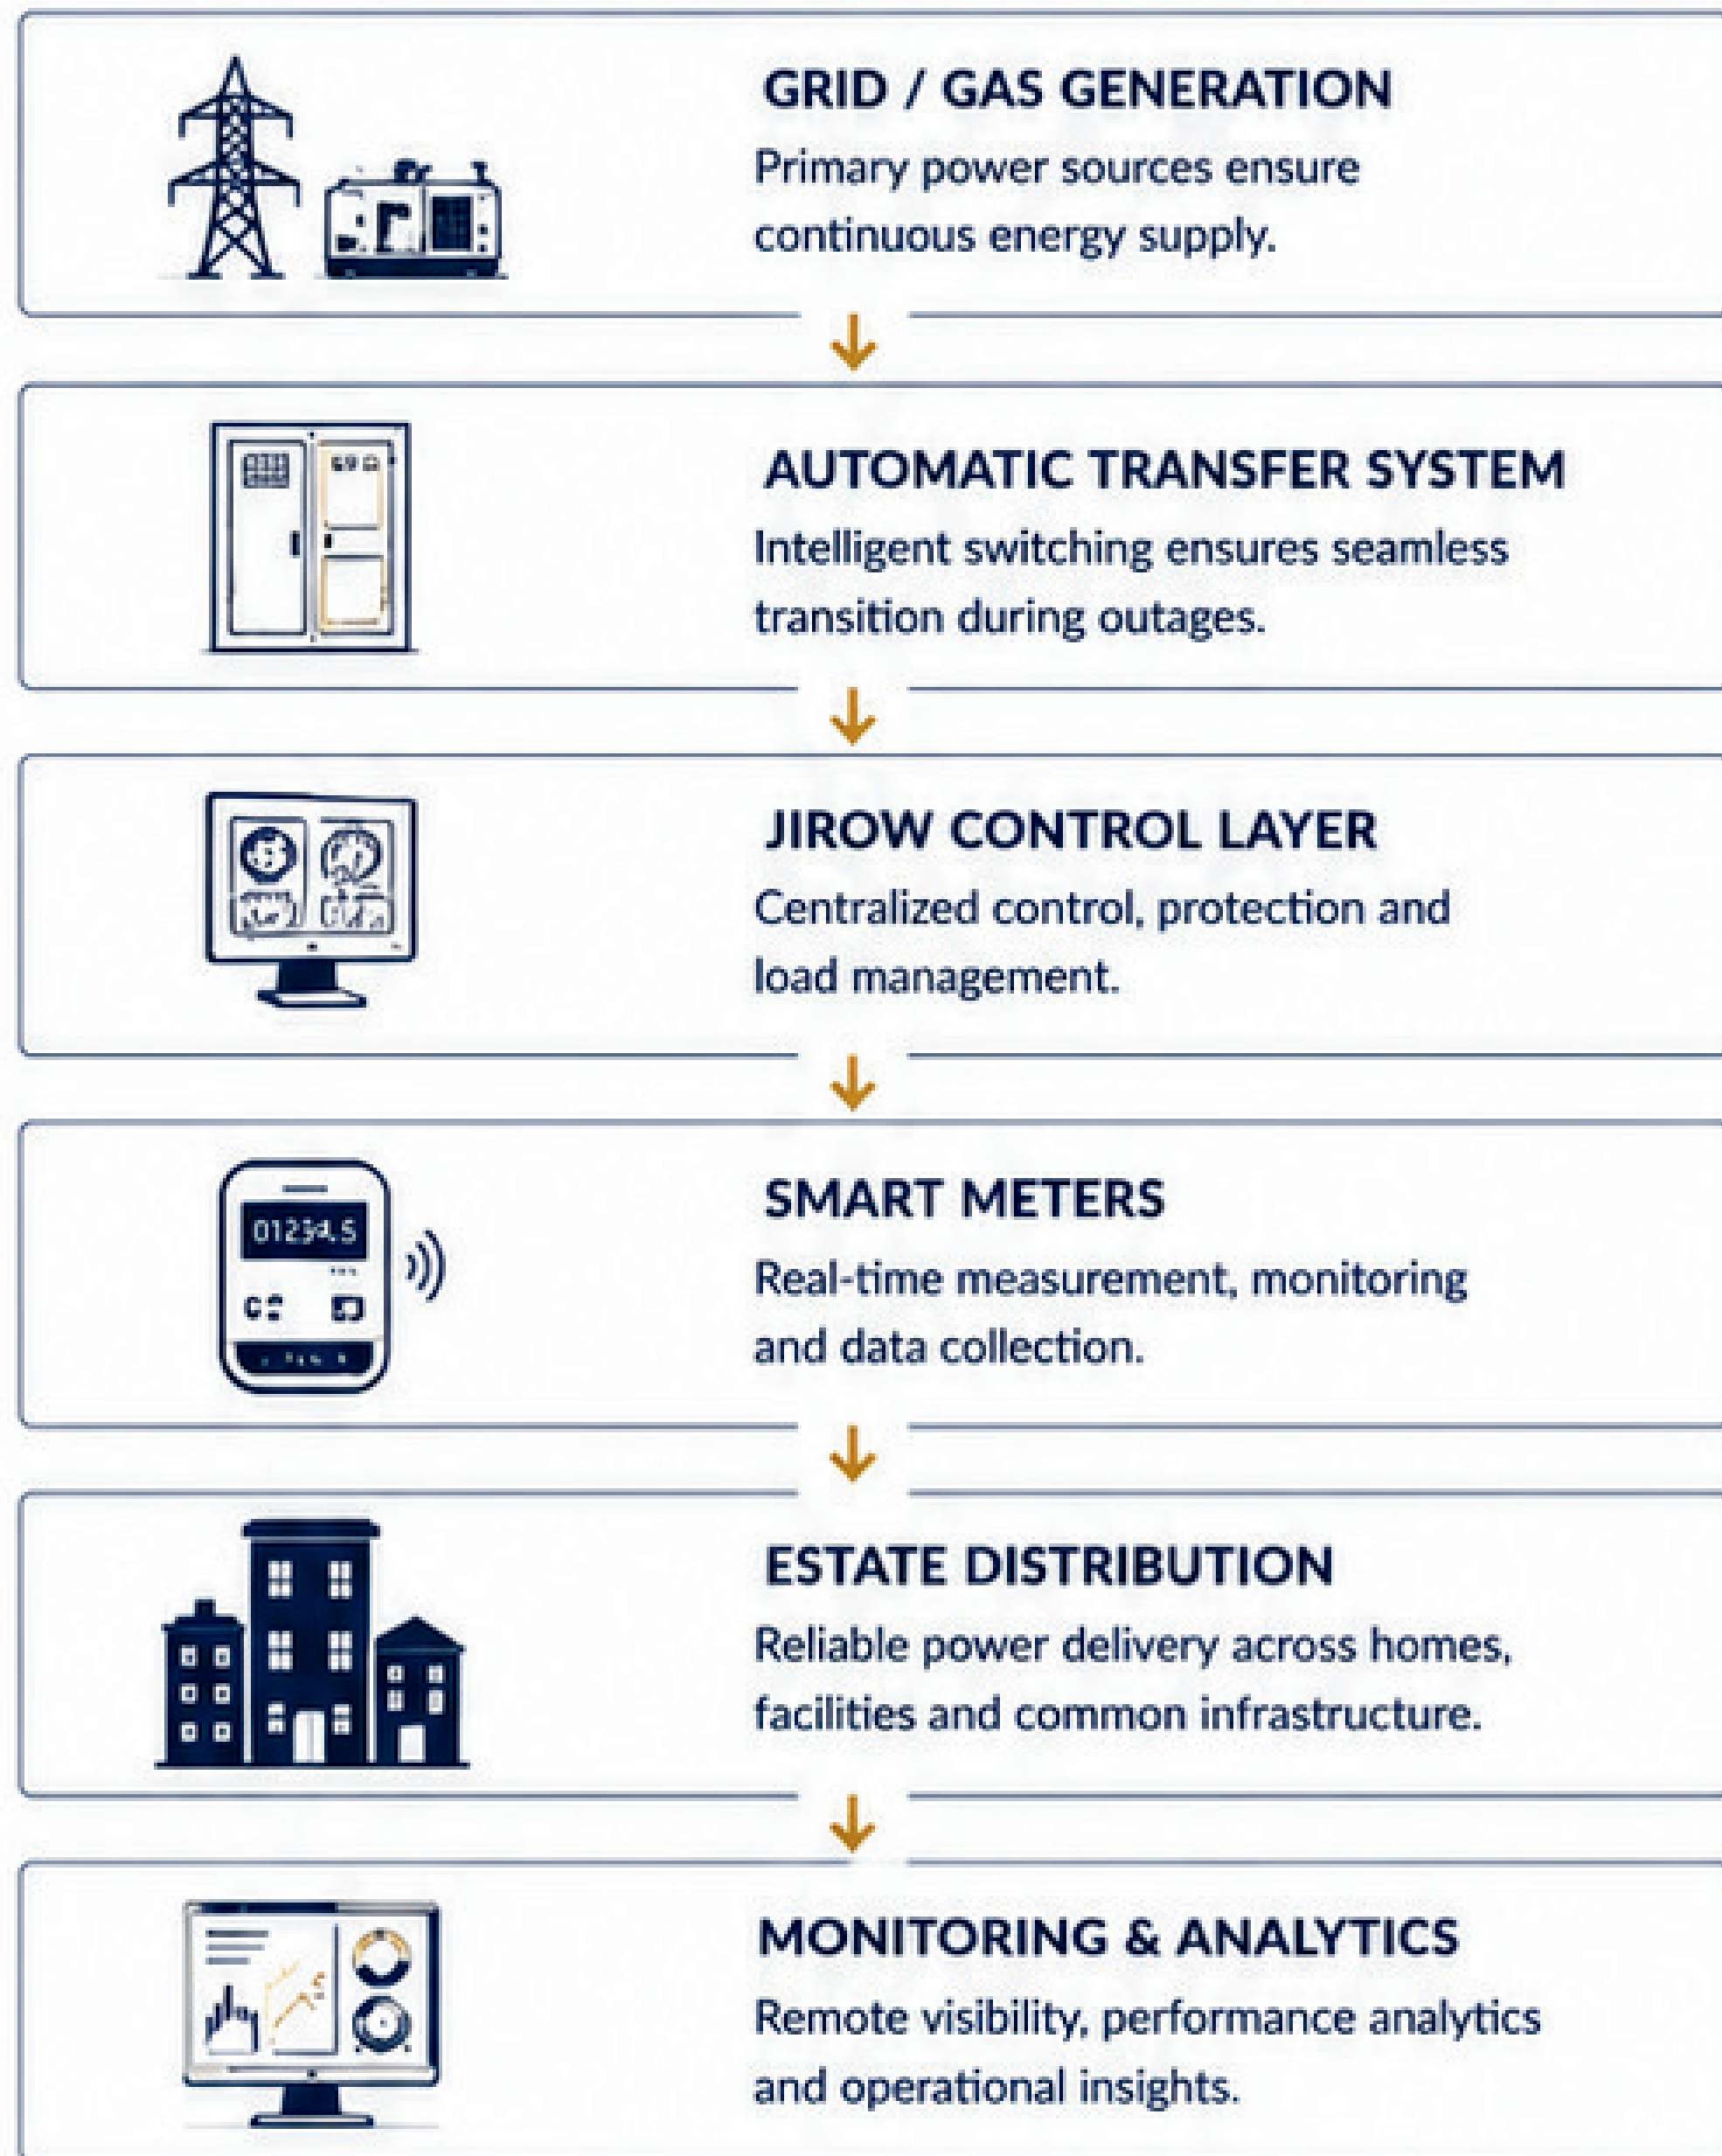 GRID / GAS GENERATION
Primary power sources ensure
continuous energy supply.
AUTOMATIC TRANSFER SYSTEM
Intelligent switching ensures seamless
transition during outages.
JIROW CONTROL LAYER
Centralized control, protection and
load management.
01234.5
SMART METERS
Real-time measurement, monitoring
and data collection.
ESTATE DISTRIBUTION
Reliable power delivery across homes,
facilities and common infrastructure.
MONITORING & ANALYTICS
Remote visibility, performance analytics
and operational insights.